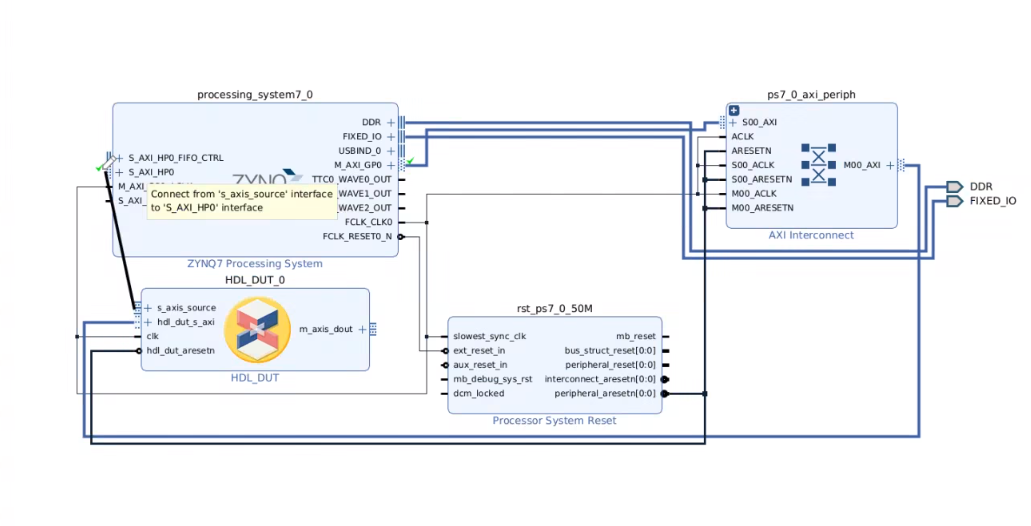 processing_system7_0
DDR
FIXED_IO
USBIND_0
M_AXI_GP0
TTC0_WAVE0_OUT
WAVE1_OUT
WAVE2_OUT
FCLK_CLK0
FCLK_RESET0_N
S_AXI_HP0_FIFO_CTRL
S_AXI_HP0
M_AXI
S_AXI
ZYNQ
Connect from 's_axis_source' interface
to 'S_AXI_HP0' interface
ZYNQ7 Processing System
ps7_0_axi_periph
S00_AXI
ACLK
ARESETN
S00_ACLK
S00_ARESETN
M00_ACLK
M00_ARESETN
M00_AXI
AXI Interconnect
DDR
FIXED_IO
HDL_DUT_0
s_axis_source
hdl_dut_s_axi
clk
hdl_dut_aresetn
m_axis_dout
HDL_DUT
rst_ps7_0_50M
slowest_sync_clk
ext_reset_in
aux_reset_in
mb_debug_sys_rst
dcm_locked
mb_reset
bus_struct_reset[0:0]
peripheral_reset[0:0]
interconnect_aresetn[0:0]
peripheral_aresetn[0:0]
Processor System Reset